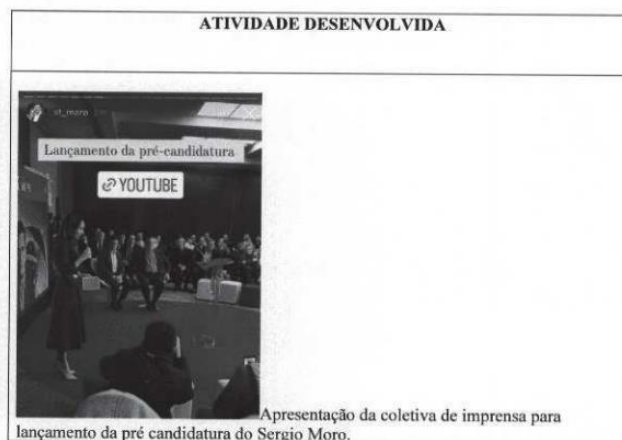 ATIVIDADE DESENVOLVIDA
st_moro
Lançamento da pré-candidatura
YOUTUBE
Apresentação da coletiva de imprensa para
lançamento da pré candidatura do Sergio Moro.